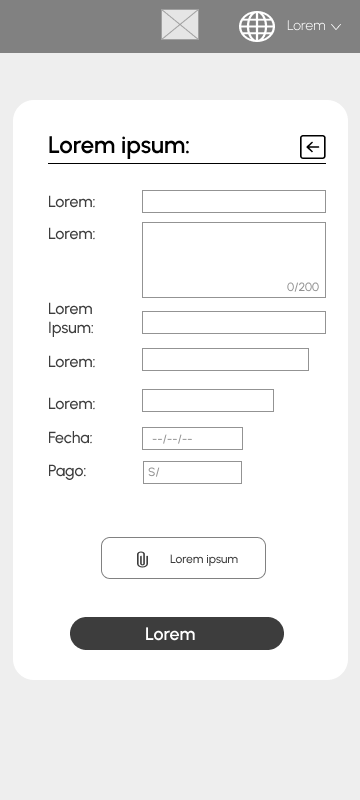 Lorem
Lorem ipsum:
Lorem:
Lorem:
0/200
Lorem
Ipsum:
Lorem:
Lorem:
Fecha:
--/--/--
Pago:
S/
Lorem ipsum
Lorem